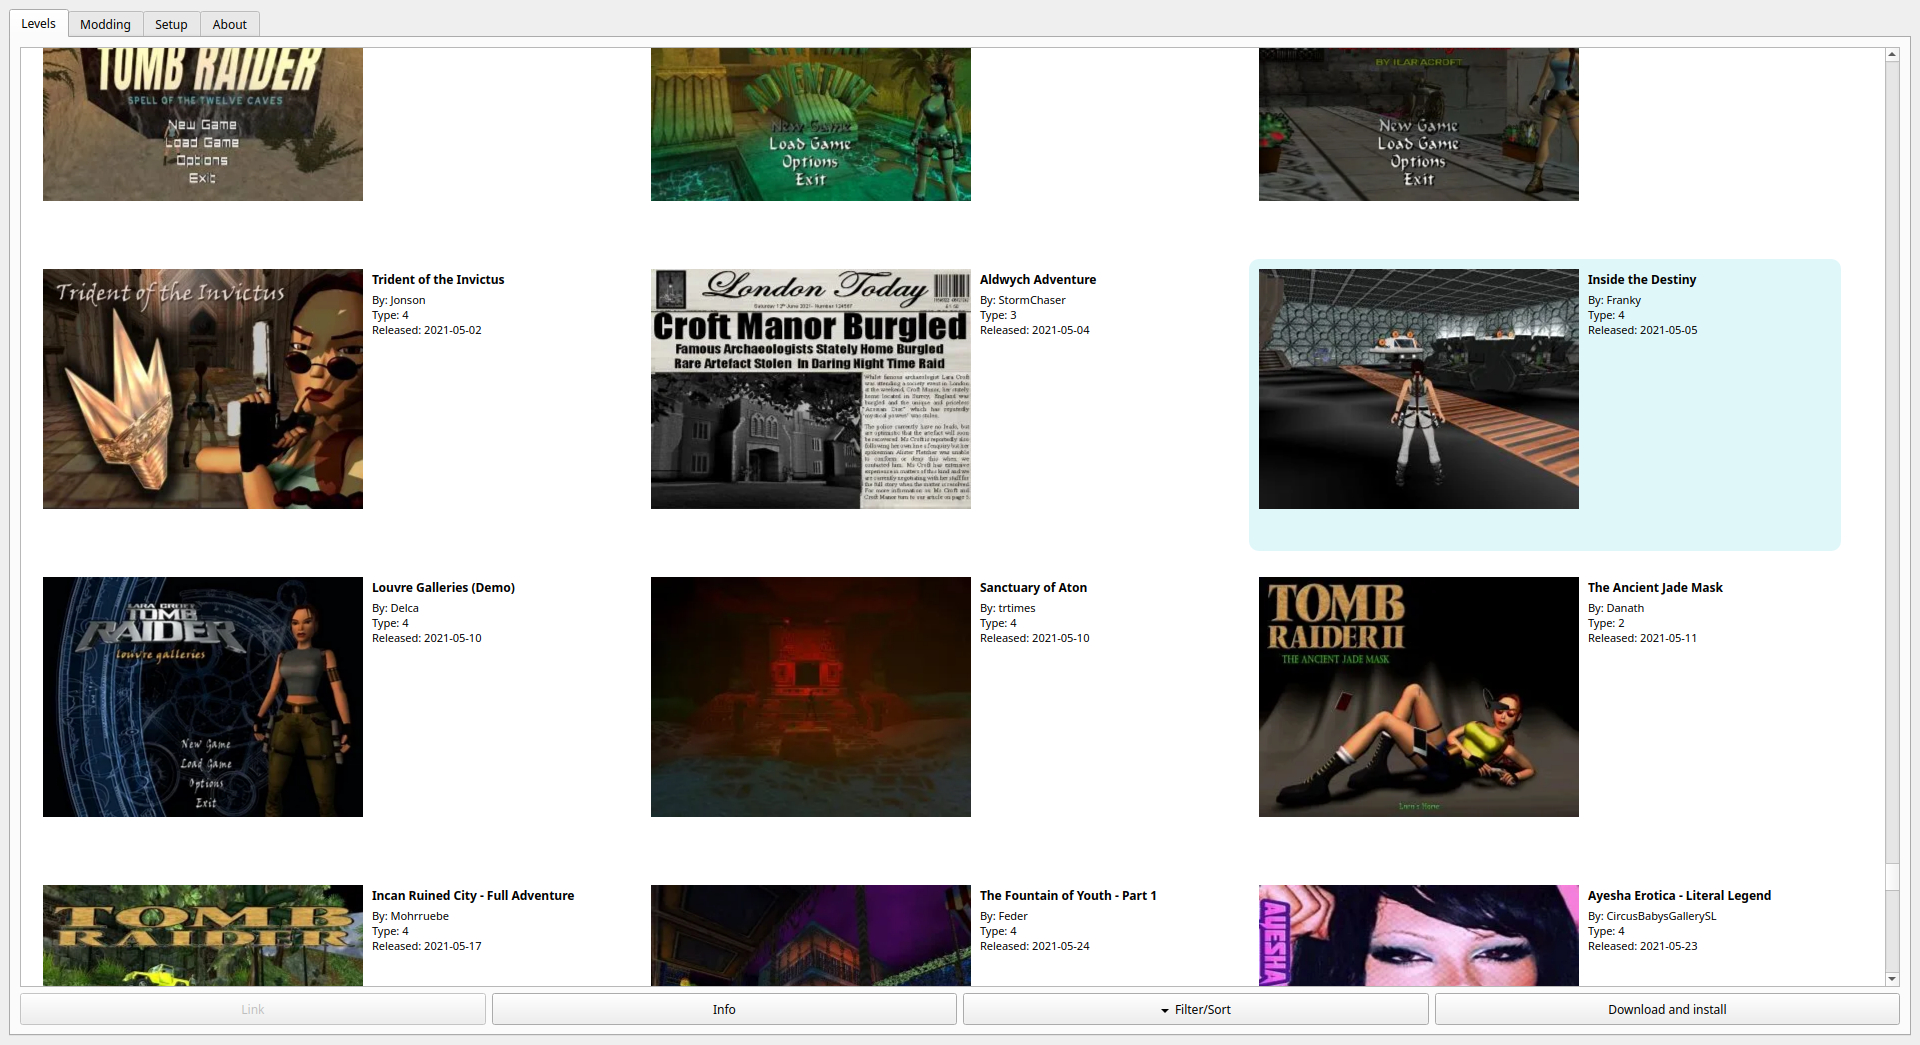 Levels
Modding
Setup
About
TOMB RAIDER
SPELL OF THE TWELVE CAVES
New Game
Load Game
Options
Exit
ADVENTURE
New Game
Load Game
Options
Exit
BY ILAR ACROFT
New Game
Load Game
Options
Exit
Trident of the Invictus
Trident of the Invictus
By: Jonson
Type: 4
Released: 2021-05-02
London Today
Croft Manor Burgled
Famous Archaeologists Stately Home Burgled
Rare Artefact Stolen In Daring Night Time Raid
Aldwych Adventure
By: StormChaser
Type: 3
Released: 2021-05-04
Inside the Destiny
By: Franky
Type: 4
Released: 2021-05-05
LARA CROFT
TOMB
RAIDER
louvre galleries
New Game
Load Game
Options
Exit
Louvre Galleries (Demo)
By: Delca
Type: 4
Released: 2021-05-10
Sanctuary of Aton
By: trtimes
Type: 4
Released: 2021-05-10
TOMB
RAIDER II
THE ANCIENT JADE MASK
Lara's Home
The Ancient Jade Mask
By: Danath
Type: 2
Released: 2021-05-11
TOMB
RAIDER
Incan Ruined City - Full Adventure
By: Mohrruebe
Type: 4
Released: 2021-05-17
The Fountain of Youth - Part 1
By: Feder
Type: 4
Released: 2021-05-24
AYESHA
Ayesha Erotica - Literal Legend
By: CircusBabysGallerySL
Type: 4
Released: 2021-05-23
Link
Info
Filter/Sort
Download and install